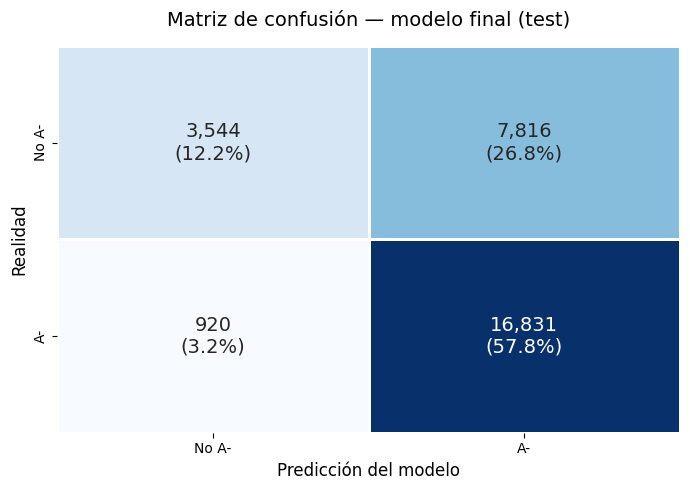 Matriz de confusión — modelo final (test)
Realidad
No A-
3,544
(12.2%)
7,816
(26.8%)
A-
920
(3.2%)
16,831
(57.8%)
No A-
A-
Predicción del modelo